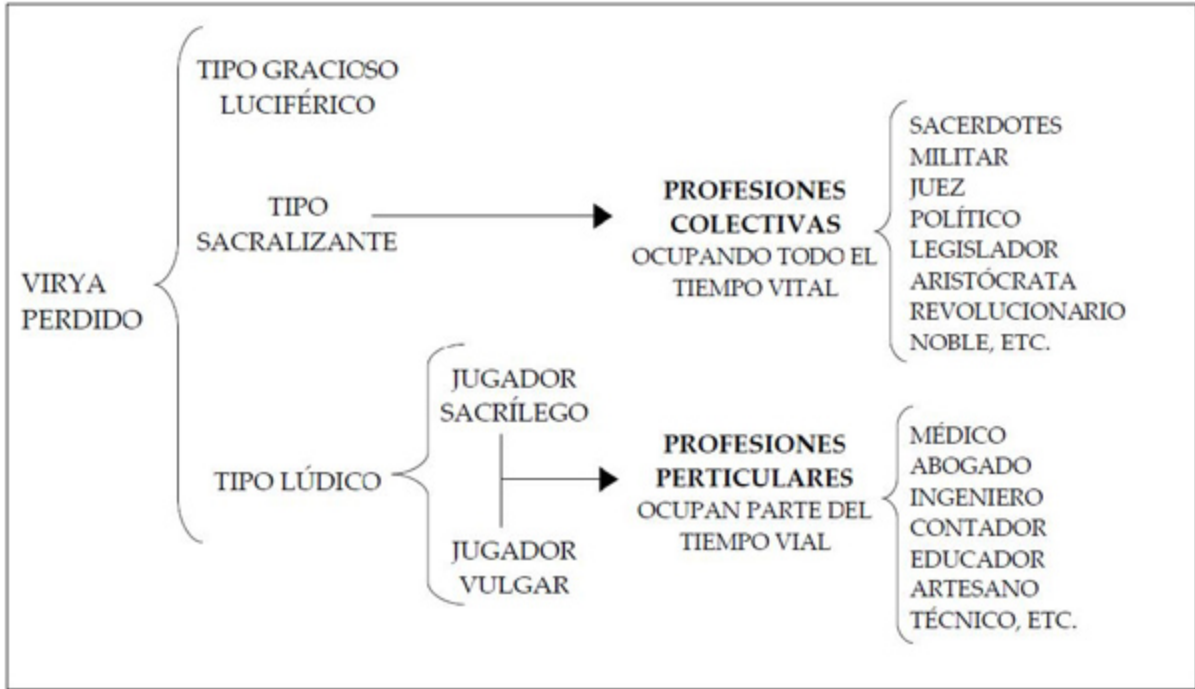 VIRYA
PERDIDO
TIPO GRACIOSO
LUCIFÉRICO
TIPO
SACRALIZANTE
PROFESIONES
COLECTIVAS
OCUPANDO TODO EL
TIEMPO VITAL
SACERDOTES
MILITAR
JUEZ
POLÍTICO
LEGISLADOR
ARISTÓCRATA
REVOLUCIONARIO
NOBLE, ETC.
TIPO LÚDICO
JUGADOR
SACRÍLEGO
JUGADOR
VULGAR
PROFESIONES
PERTICULARES
OCUPAN PARTE DEL
TIEMPO VIAL
MÉDICO
ABOGADO
INGENIERO
CONTADOR
EDUCADOR
ARTESANO
TÉCNICO, ETC.